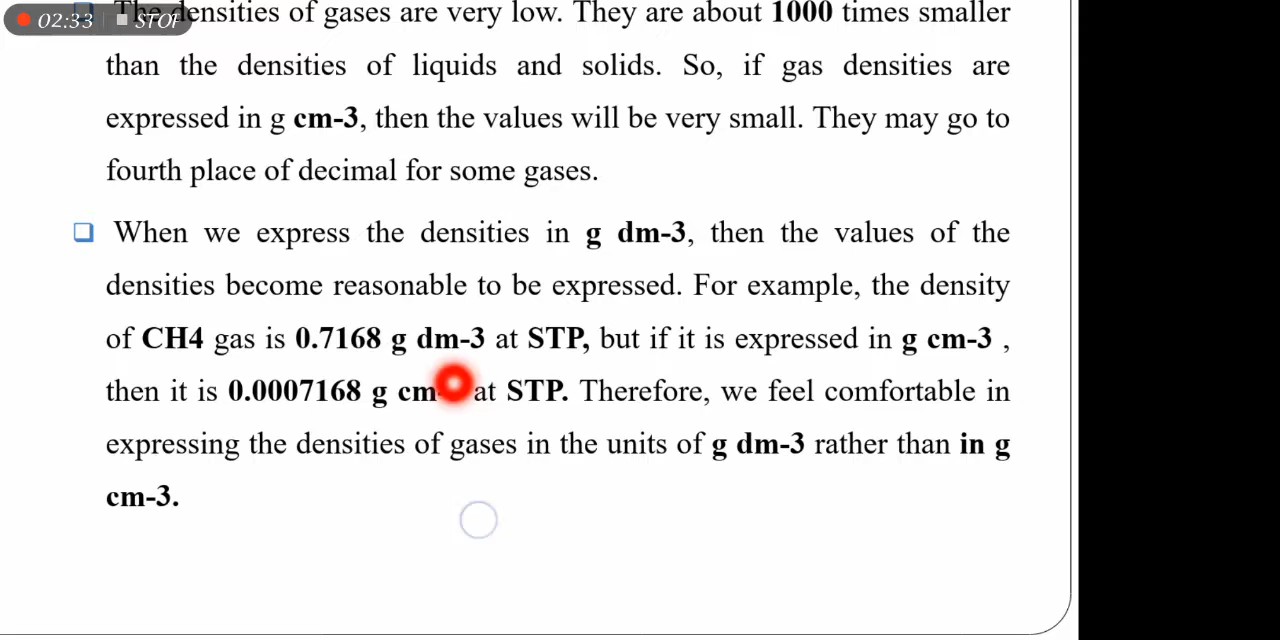 02:33 STOP
The densities of gases are very low. They are about 1000 times smaller
than the densities of liquids and solids. So, if gas densities are
expressed in g cm-3, then the values will be very small. They may go to
fourth place of decimal for some gases.
When we express the densities in g dm-3, then the values of the
densities become reasonable to be expressed. For example, the density
of CH4 gas is 0.7168 g dm-3 at STP, but if it is expressed in g cm-3 ,
then it is 0.0007168 g cm at STP. Therefore, we feel comfortable in
expressing the densities of gases in the units of g dm-3 rather than in g
cm-3.